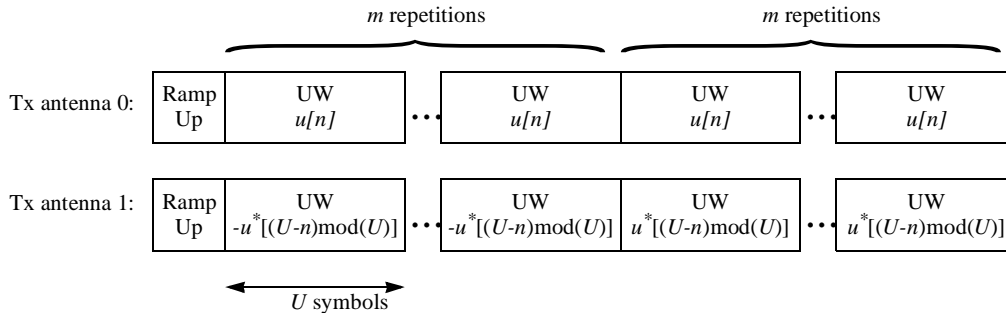 m repetitions m repetitions
Tx antenna 0:
Ramp Up
UW
u[n]
•••
UW
u[n]
UW
u[n]
•••
UW
u[n]
Tx antenna 1:
Ramp Up
UW
-u*[(U-n)mod(U)]
•••
UW
-u*[(U-n)mod(U)]
UW
u*[(U-n)mod(U)]
•••
UW
u*[(U-n)mod(U)]
U symbols